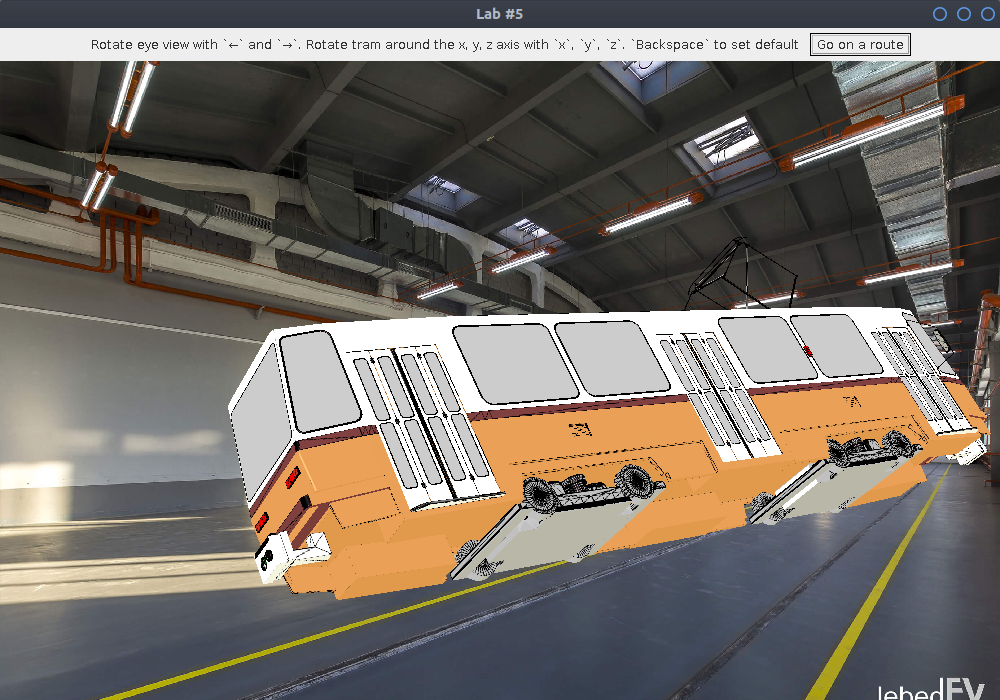 Lab #5
Rotate eye view with `←` and `→`. Rotate tram around the x, y, z axis with `x`, `y`, `z`. `Backspace` to set default
Go on a route